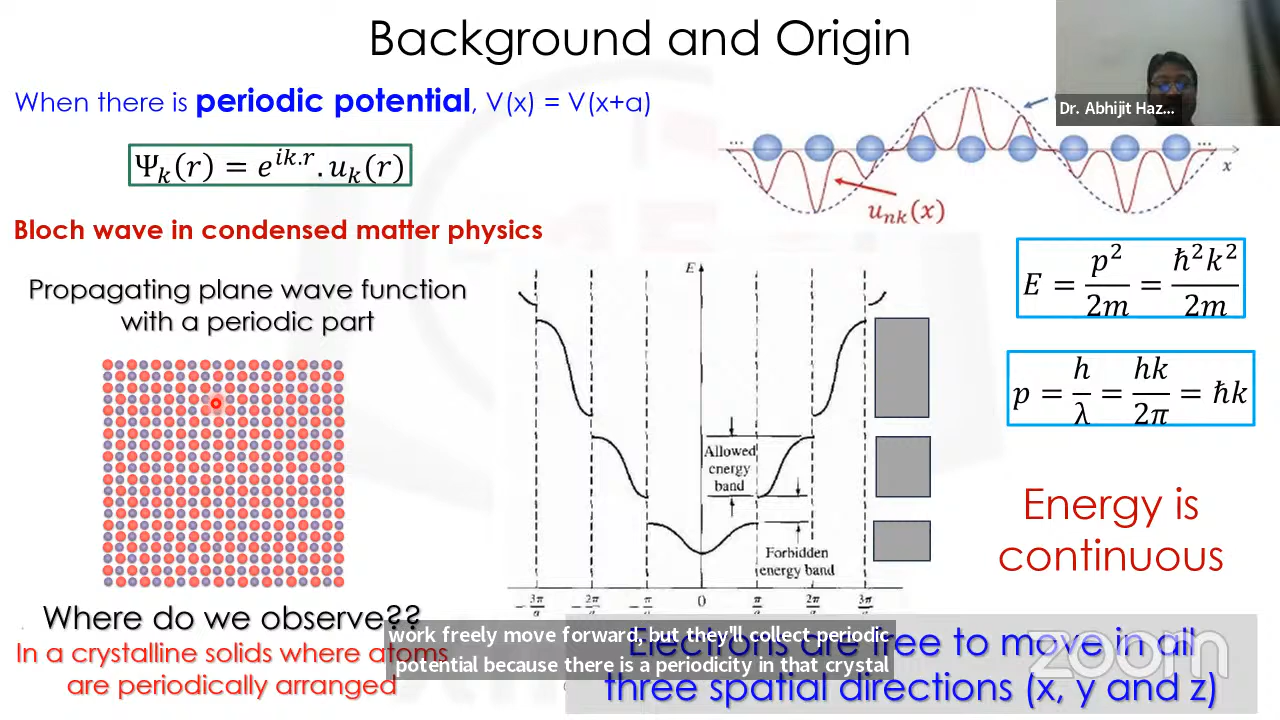 Background and Origin
Dr. Abhijit Haz...
When there is periodic potential, V(x) = V(x+a)
Ψₖ(r) = e^{ik.r}.uₖ(r)
Bloch wave in condensed matter physics
Propagating plane wave function
with a periodic part
... ...
x
uₙₖ(x)
E = p²/2m = ħ²k²/2m
p = h/λ = hk/2π = ħk
E
Allowed
energy
band
Forbidden
energy band
-3π/a -2π/a -π/a 0 π/a 2π/a 3π/a
Energy is
continuous
Where do we observe??
In a crystalline solids where atoms
are periodically arranged
work freely move forward, but they'll collect periodic
potential because there is a periodicity in that crystal
Electrons are free to move in all
three spatial directions (x, y and z)
zoom